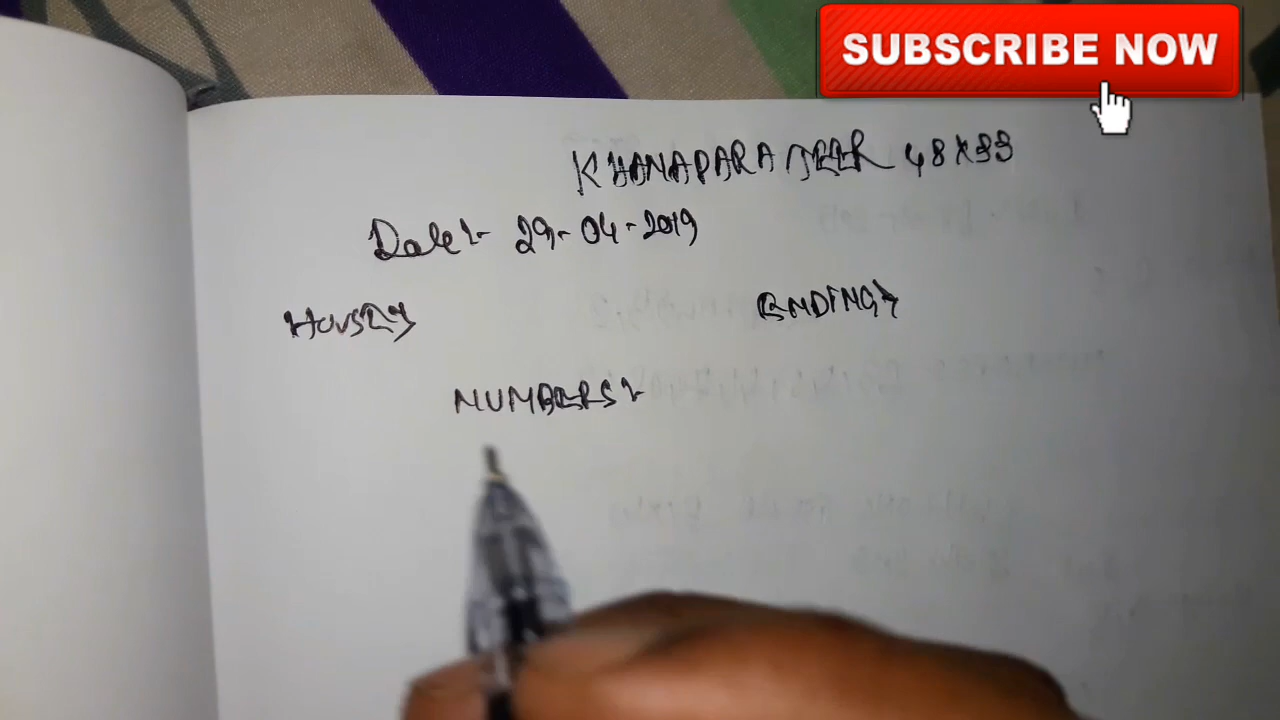 SUBSCRIBE NOW
KHANAPARA TEER 48X33
Date:- 29-04-2019
HOUSE→
ENDING→
NUMBERS:-